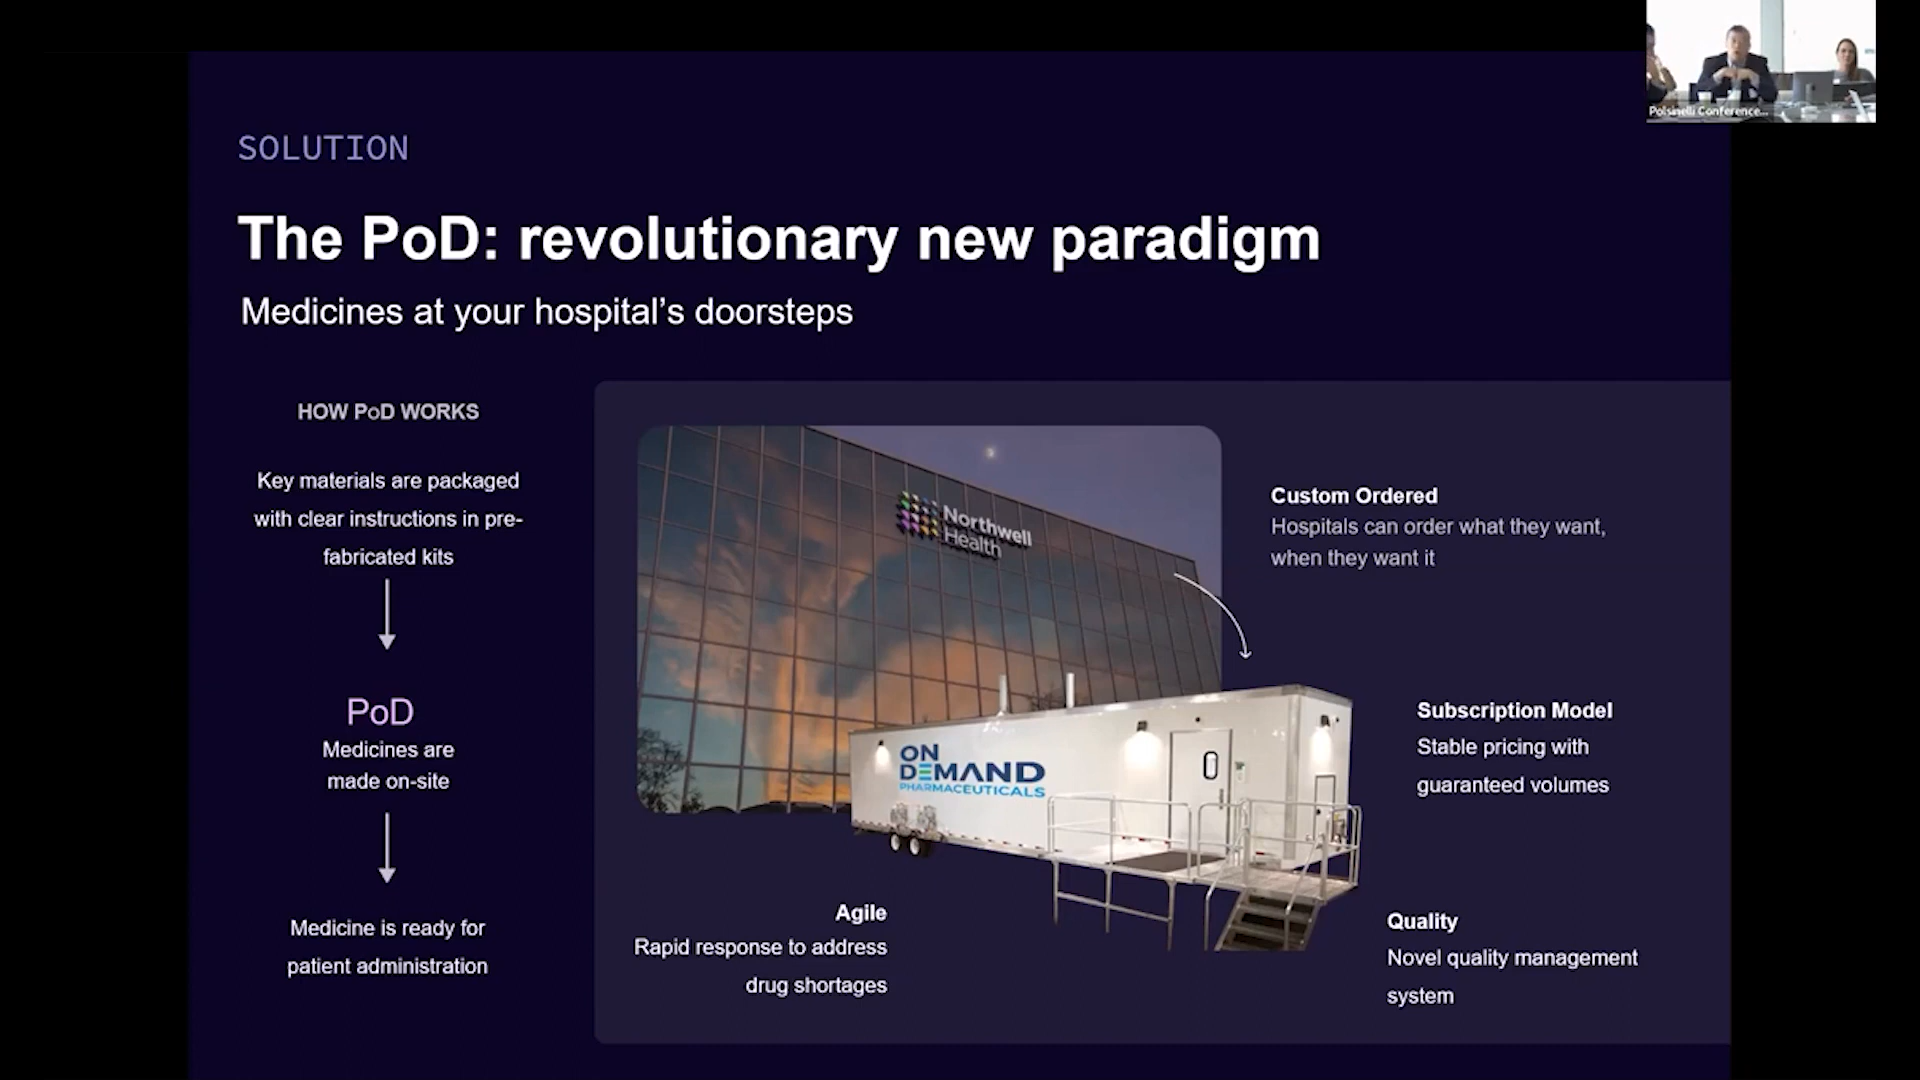 Polsinelli Conference...
SOLUTION
The PoD: revolutionary new paradigm
Medicines at your hospital's doorsteps
HOW PoD WORKS
Key materials are packaged
with clear instructions in pre-
fabricated kits
PoD
Medicines are
made on-site
Medicine is ready for
patient administration
Northwell
Health
ON
DEMAND
PHARMACEUTICALS
Custom Ordered
Hospitals can order what they want,
when they want it
Subscription Model
Stable pricing with
guaranteed volumes
Agile
Rapid response to address
drug shortages
Quality
Novel quality management
system